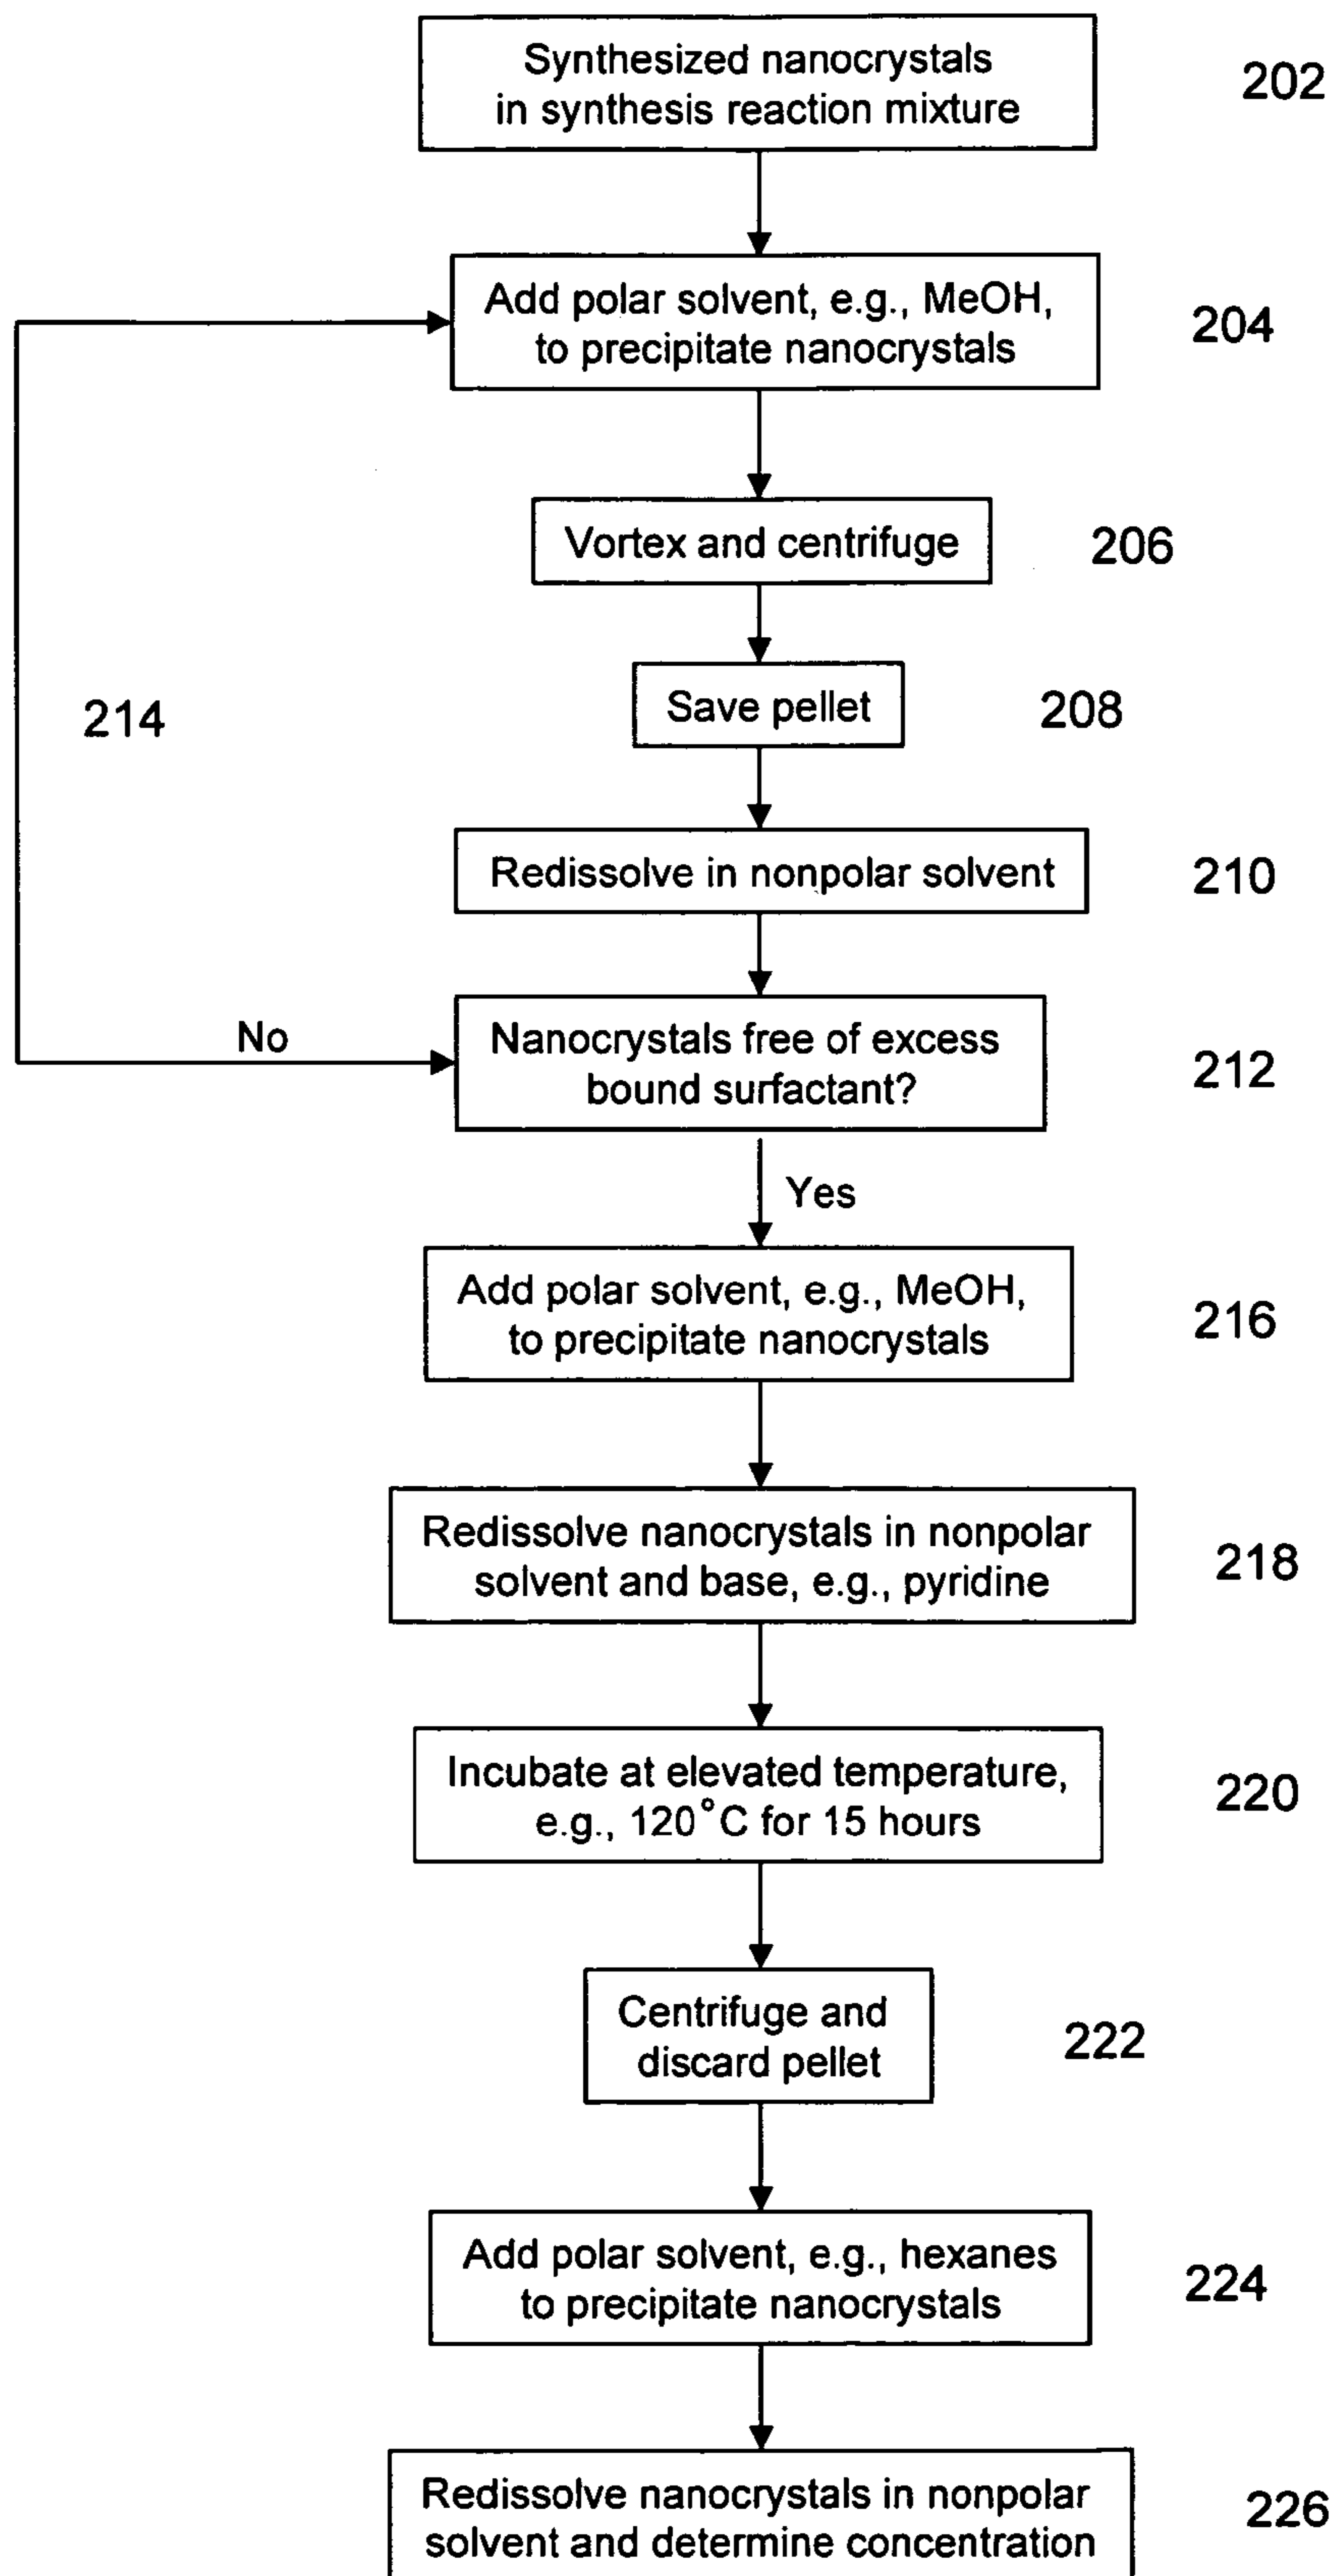 Synthesized nanocrystals
in synthesis reaction mixture
202
Add polar solvent, e.g., MeOH,
to precipitate nanocrystals
204
Vortex and centrifuge
206
Save pellet
208
214
Redissolve in nonpolar solvent
210
No
Nanocrystals free of excess
bound surfactant?
212
Yes
Add polar solvent, e.g., MeOH,
to precipitate nanocrystals
216
Redissolve nanocrystals in nonpolar
solvent and base, e.g., pyridine
218
Incubate at elevated temperature,
e.g., 120°C for 15 hours
220
Centrifuge and
discard pellet
222
Add polar solvent, e.g., hexanes
to precipitate nanocrystals
224
Redissolve nanocrystals in nonpolar
solvent and determine concentration
226